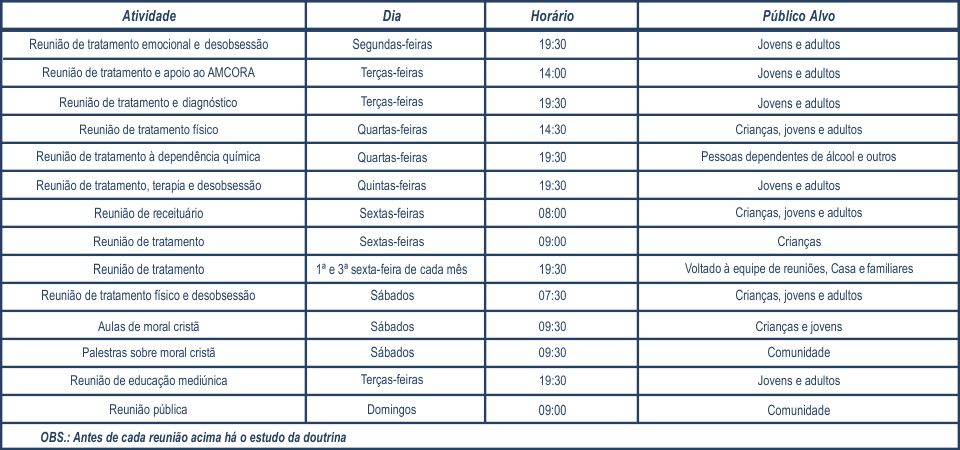 Atividade Dia Horário Público Alvo
Reunião de tratamento emocional e desobsessão Segundas-feiras 19:30 Jovens e adultos
Reunião de tratamento e apoio ao AMCORA Terças-feiras 14:00 Jovens e adultos
Reunião de tratamento e diagnóstico Terças-feiras 19:30 Jovens e adultos
Reunião de tratamento físico Quartas-feiras 14:30 Crianças, jovens e adultos
Reunião de tratamento à dependência química Quartas-feiras 19:30 Pessoas dependentes de álcool e outros
Reunião de tratamento, terapia e desobsessão Quintas-feiras 19:30 Jovens e adultos
Reunião de receituário Sextas-feiras 08:00 Crianças, jovens e adultos
Reunião de tratamento Sextas-feiras 09:00 Crianças
Reunião de tratamento 1ª e 3ª sexta-feira de cada mês 19:30 Voltado à equipe de reuniões, Casa e familiares
Reunião de tratamento físico e desobsessão Sábados 07:30 Crianças, jovens e adultos
Aulas de moral cristã Sábados 09:30 Crianças e jovens
Palestras sobre moral cristã Sábados 09:30 Comunidade
Reunião de educação mediúnica Terças-feiras 19:30 Jovens e adultos
Reunião pública Domingos 09:00 Comunidade
OBS.: Antes de cada reunião acima há o estudo da doutrina